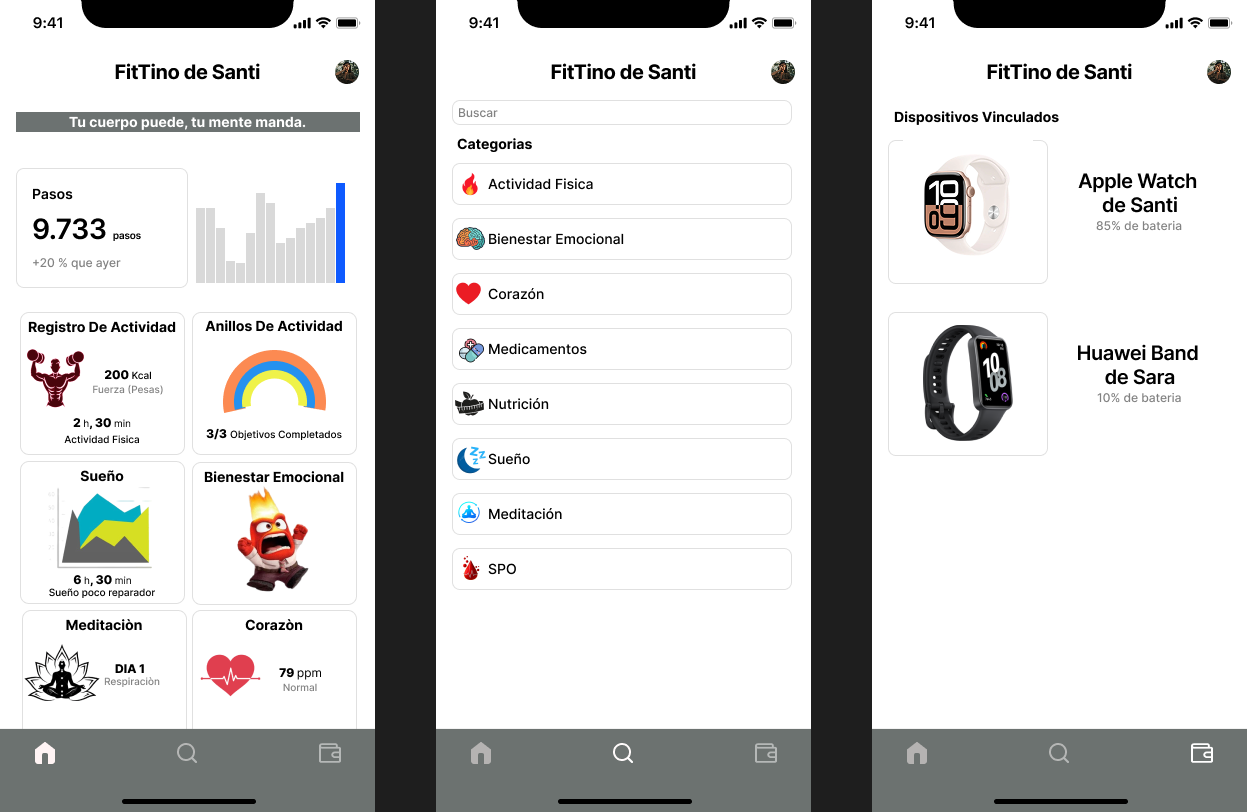 9:41
FitTino de Santi
Tu cuerpo puede, tu mente manda.
Pasos
9.733 pasos
+20 % que ayer
Registro De Actividad
200 Kcal
Fuerza (Pesas)
2 h, 30 min
Actividad Fisica
Anillos De Actividad
3/3 Objetivos Completados
Sueño
6 h, 30 min
Sueño poco reparador
Bienestar Emocional
Meditaciòn
DIA 1
Respiraciòn
Corazòn
79 ppm
Normal
9:41
FitTino de Santi
Buscar
Categorias
Actividad Fisica
Bienestar Emocional
Corazón
Medicamentos
Nutrición
Sueño
Meditación
SPO
9:41
FitTino de Santi
Dispositivos Vinculados
10
09
Apple Watch
de Santi
85% de bateria
10
08
Huawei Band
de Sara
10% de bateria